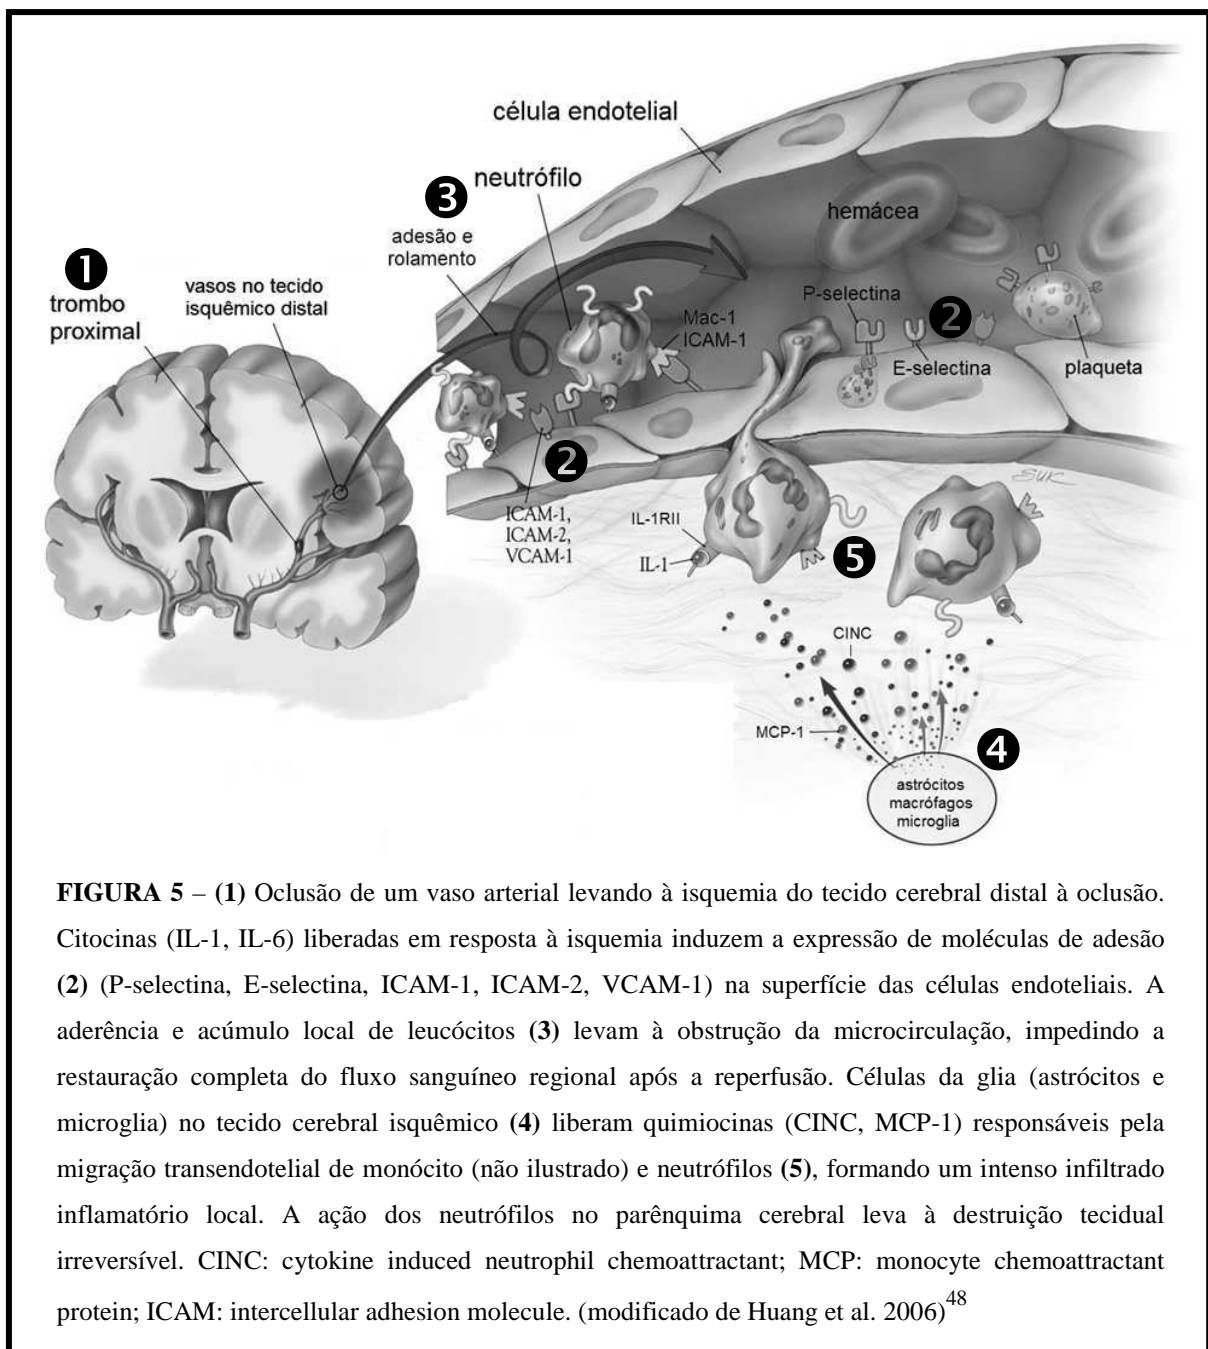 célula endotelial
❸ neutrófilo
adesão e
rolamento
hemácea
❶
trombo
proximal
vasos no tecido
isquêmico distal
P-selectina
❷
E-selectina
plaqueta
Mac-1
ICAM-1
❷
ICAM-1,
ICAM-2,
VCAM-1
IL-1RII
IL-1
❺
SUK
CINC
MCP-1
❹
astrócitos
macrófagos
microglia
FIGURA 5 – (1) Oclusão de um vaso arterial levando à isquemia do tecido cerebral distal à oclusão.
Citocinas (IL-1, IL-6) liberadas em resposta à isquemia induzem a expressão de moléculas de adesão
(2) (P-selectina, E-selectina, ICAM-1, ICAM-2, VCAM-1) na superfície das células endoteliais. A
aderência e acúmulo local de leucócitos (3) levam à obstrução da microcirculação, impedindo a
restauração completa do fluxo sanguíneo regional após a reperfusão. Células da glia (astrócitos e
microglia) no tecido cerebral isquêmico (4) liberam quimiocinas (CINC, MCP-1) responsáveis pela
migração transendotelial de monócito (não ilustrado) e neutrófilos (5), formando um intenso infiltrado
inflamatório local. A ação dos neutrófilos no parênquima cerebral leva à destruição tecidual
irreversível. CINC: cytokine induced neutrophil chemoattractant; MCP: monocyte chemoattractant
protein; ICAM: intercellular adhesion molecule. (modificado de Huang et al. 2006)48